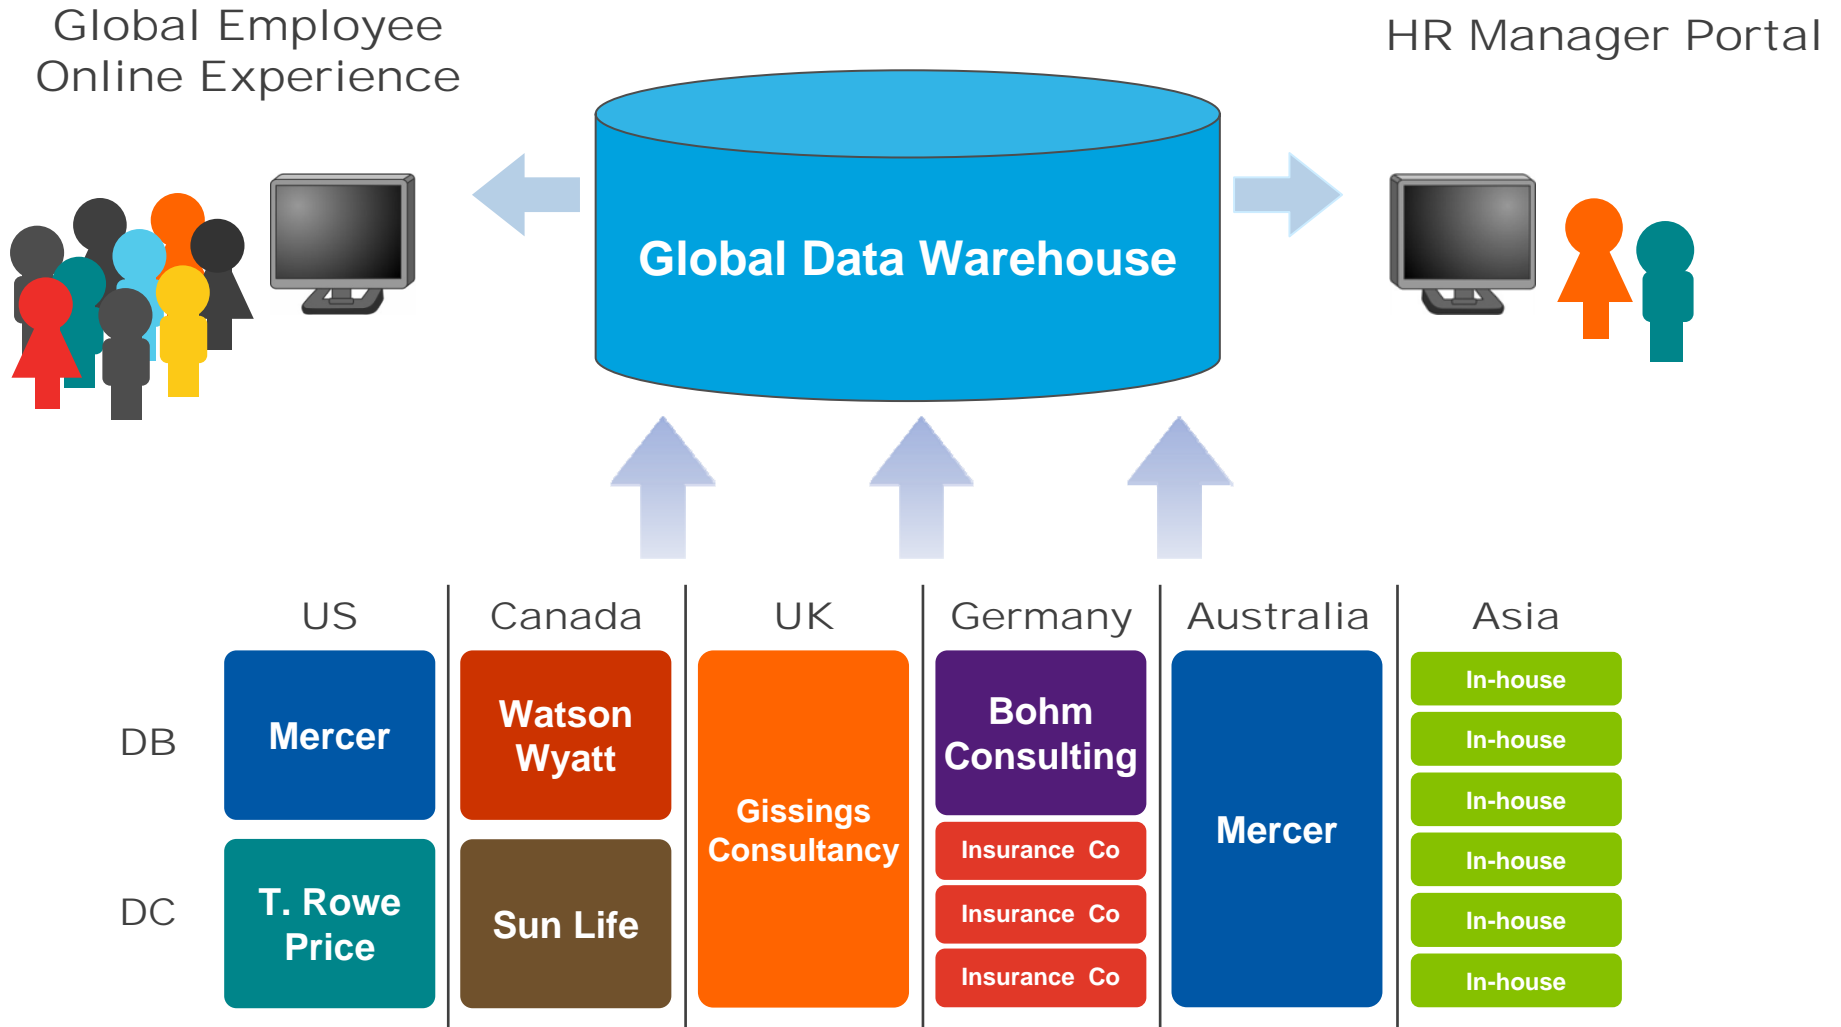 Global Employee
Online Experience
HR Manager Portal
Global Data Warehouse
US
Canada
UK
Germany
Australia
Asia
DB
DC
Mercer
T. Rowe
Price
Watson
Wyatt
Sun Life
Gissings
Consultancy
Bohm
Consulting
Insurance Co
Insurance Co
Insurance Co
Mercer
In-house
In-house
In-house
In-house
In-house
In-house